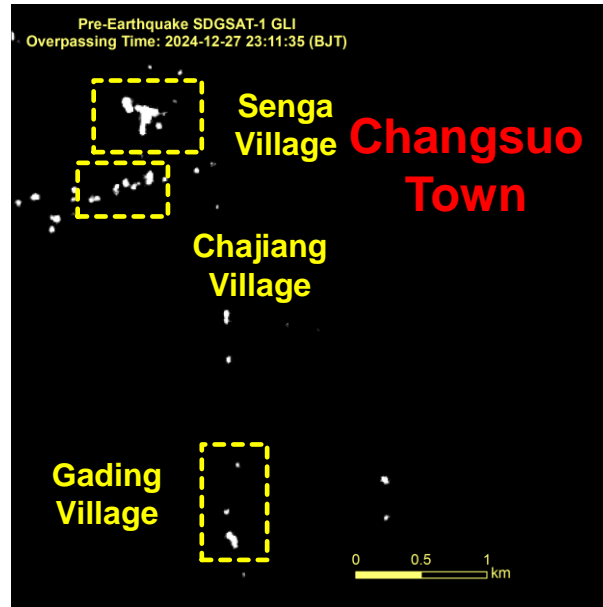 Pre-Earthquake SDGSAT-1 GLI
Overpassing Time: 2024-12-27 23:11:35 (BJT)
Senga
Village
Changsuo
Town
Chajiang
Village
Gading
Village
0 0.5 1
km